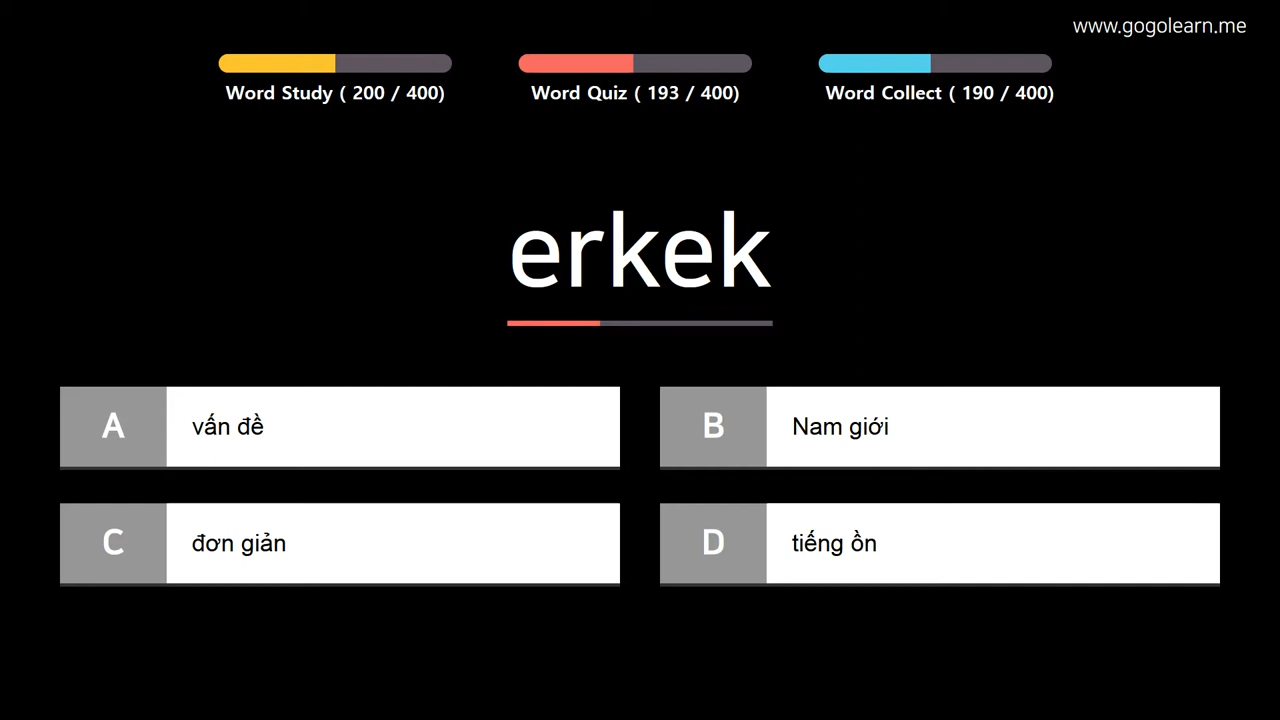 www.gogolearn.me
Word Study ( 200 / 400)
Word Quiz ( 193 / 400)
Word Collect ( 190 / 400)
erkek
A
vấn đề
B
Nam giới
C
đơn giản
D
tiếng ồn